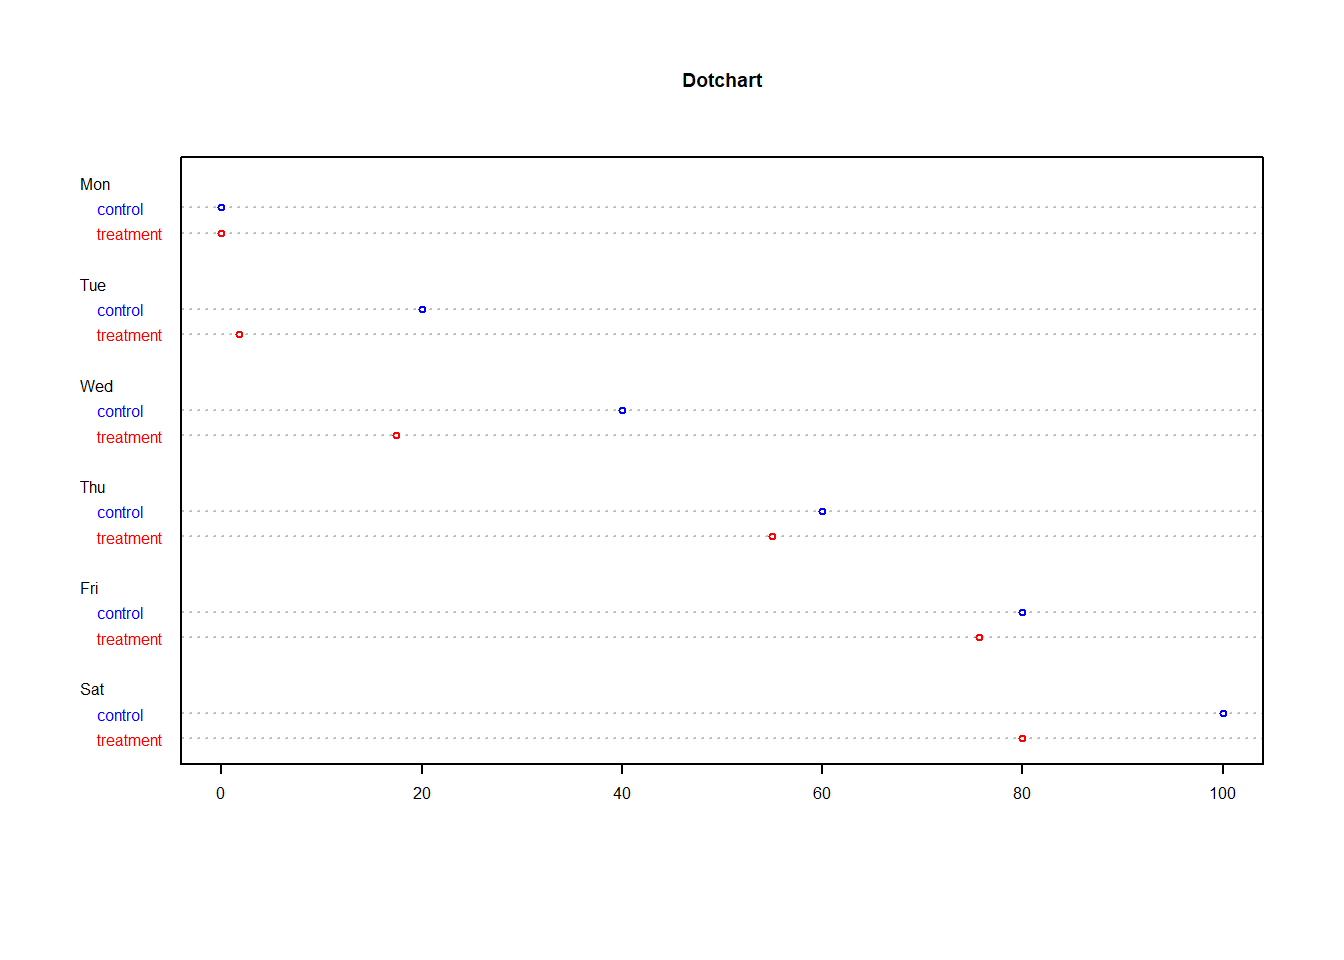 Dotchart
Mon
control
treatment
Tue
control
treatment
Wed
control
treatment
Thu
control
treatment
Fri
control
treatment
Sat
control
treatment
0 20 40 60 80 100